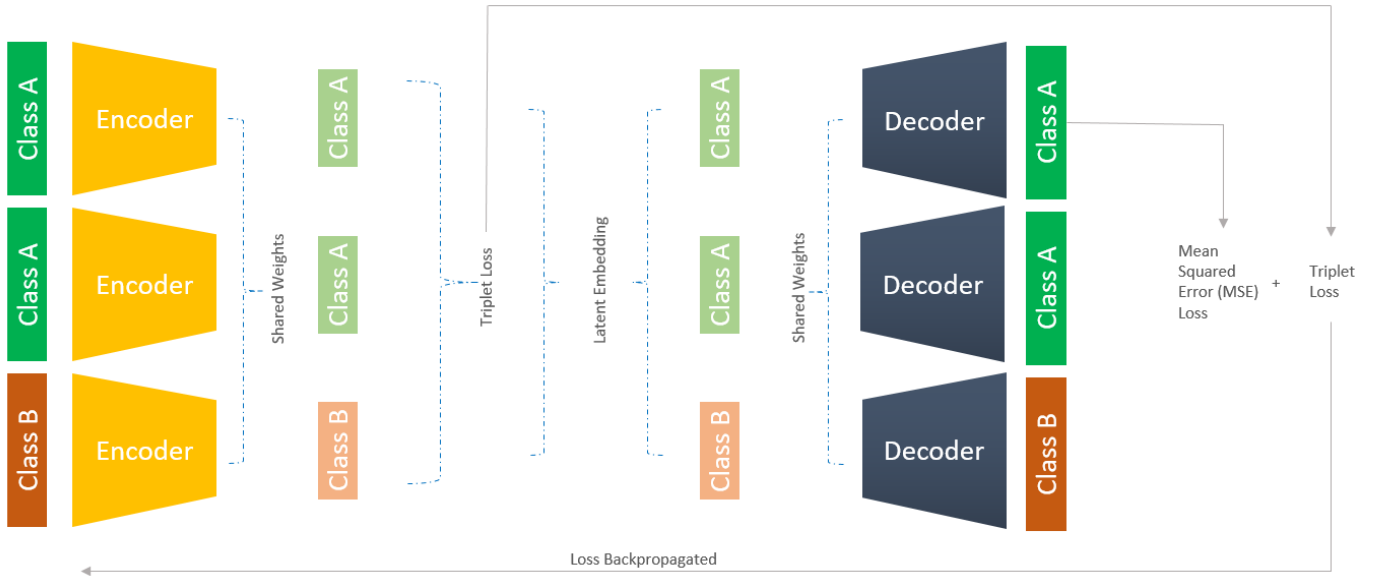 Class A
Encoder
Class A
Class A
Decoder
Class A
Class A
Encoder
Shared Weights
Class A
Triplet Loss
Latent Embedding
Class A
Shared Weights
Decoder
Class A
Mean
Squared
Error (MSE)
Loss
+
Triplet
Loss
Class B
Encoder
Class B
Class B
Decoder
Class B
Loss Backpropagated